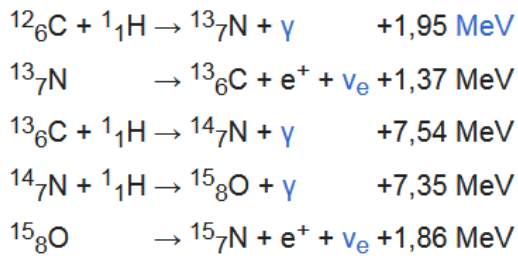 ¹²₆C + ¹₁H → ¹³₇N + γ +1,95 MeV
¹³₇N → ¹³₆C + e⁺ + νₑ +1,37 MeV
¹³₆C + ¹₁H → ¹⁴₇N + γ +7,54 MeV
¹⁴₇N + ¹₁H → ¹⁵₈O + γ +7,35 MeV
¹⁵₈O → ¹⁵₇N + e⁺ + νₑ +1,86 MeV